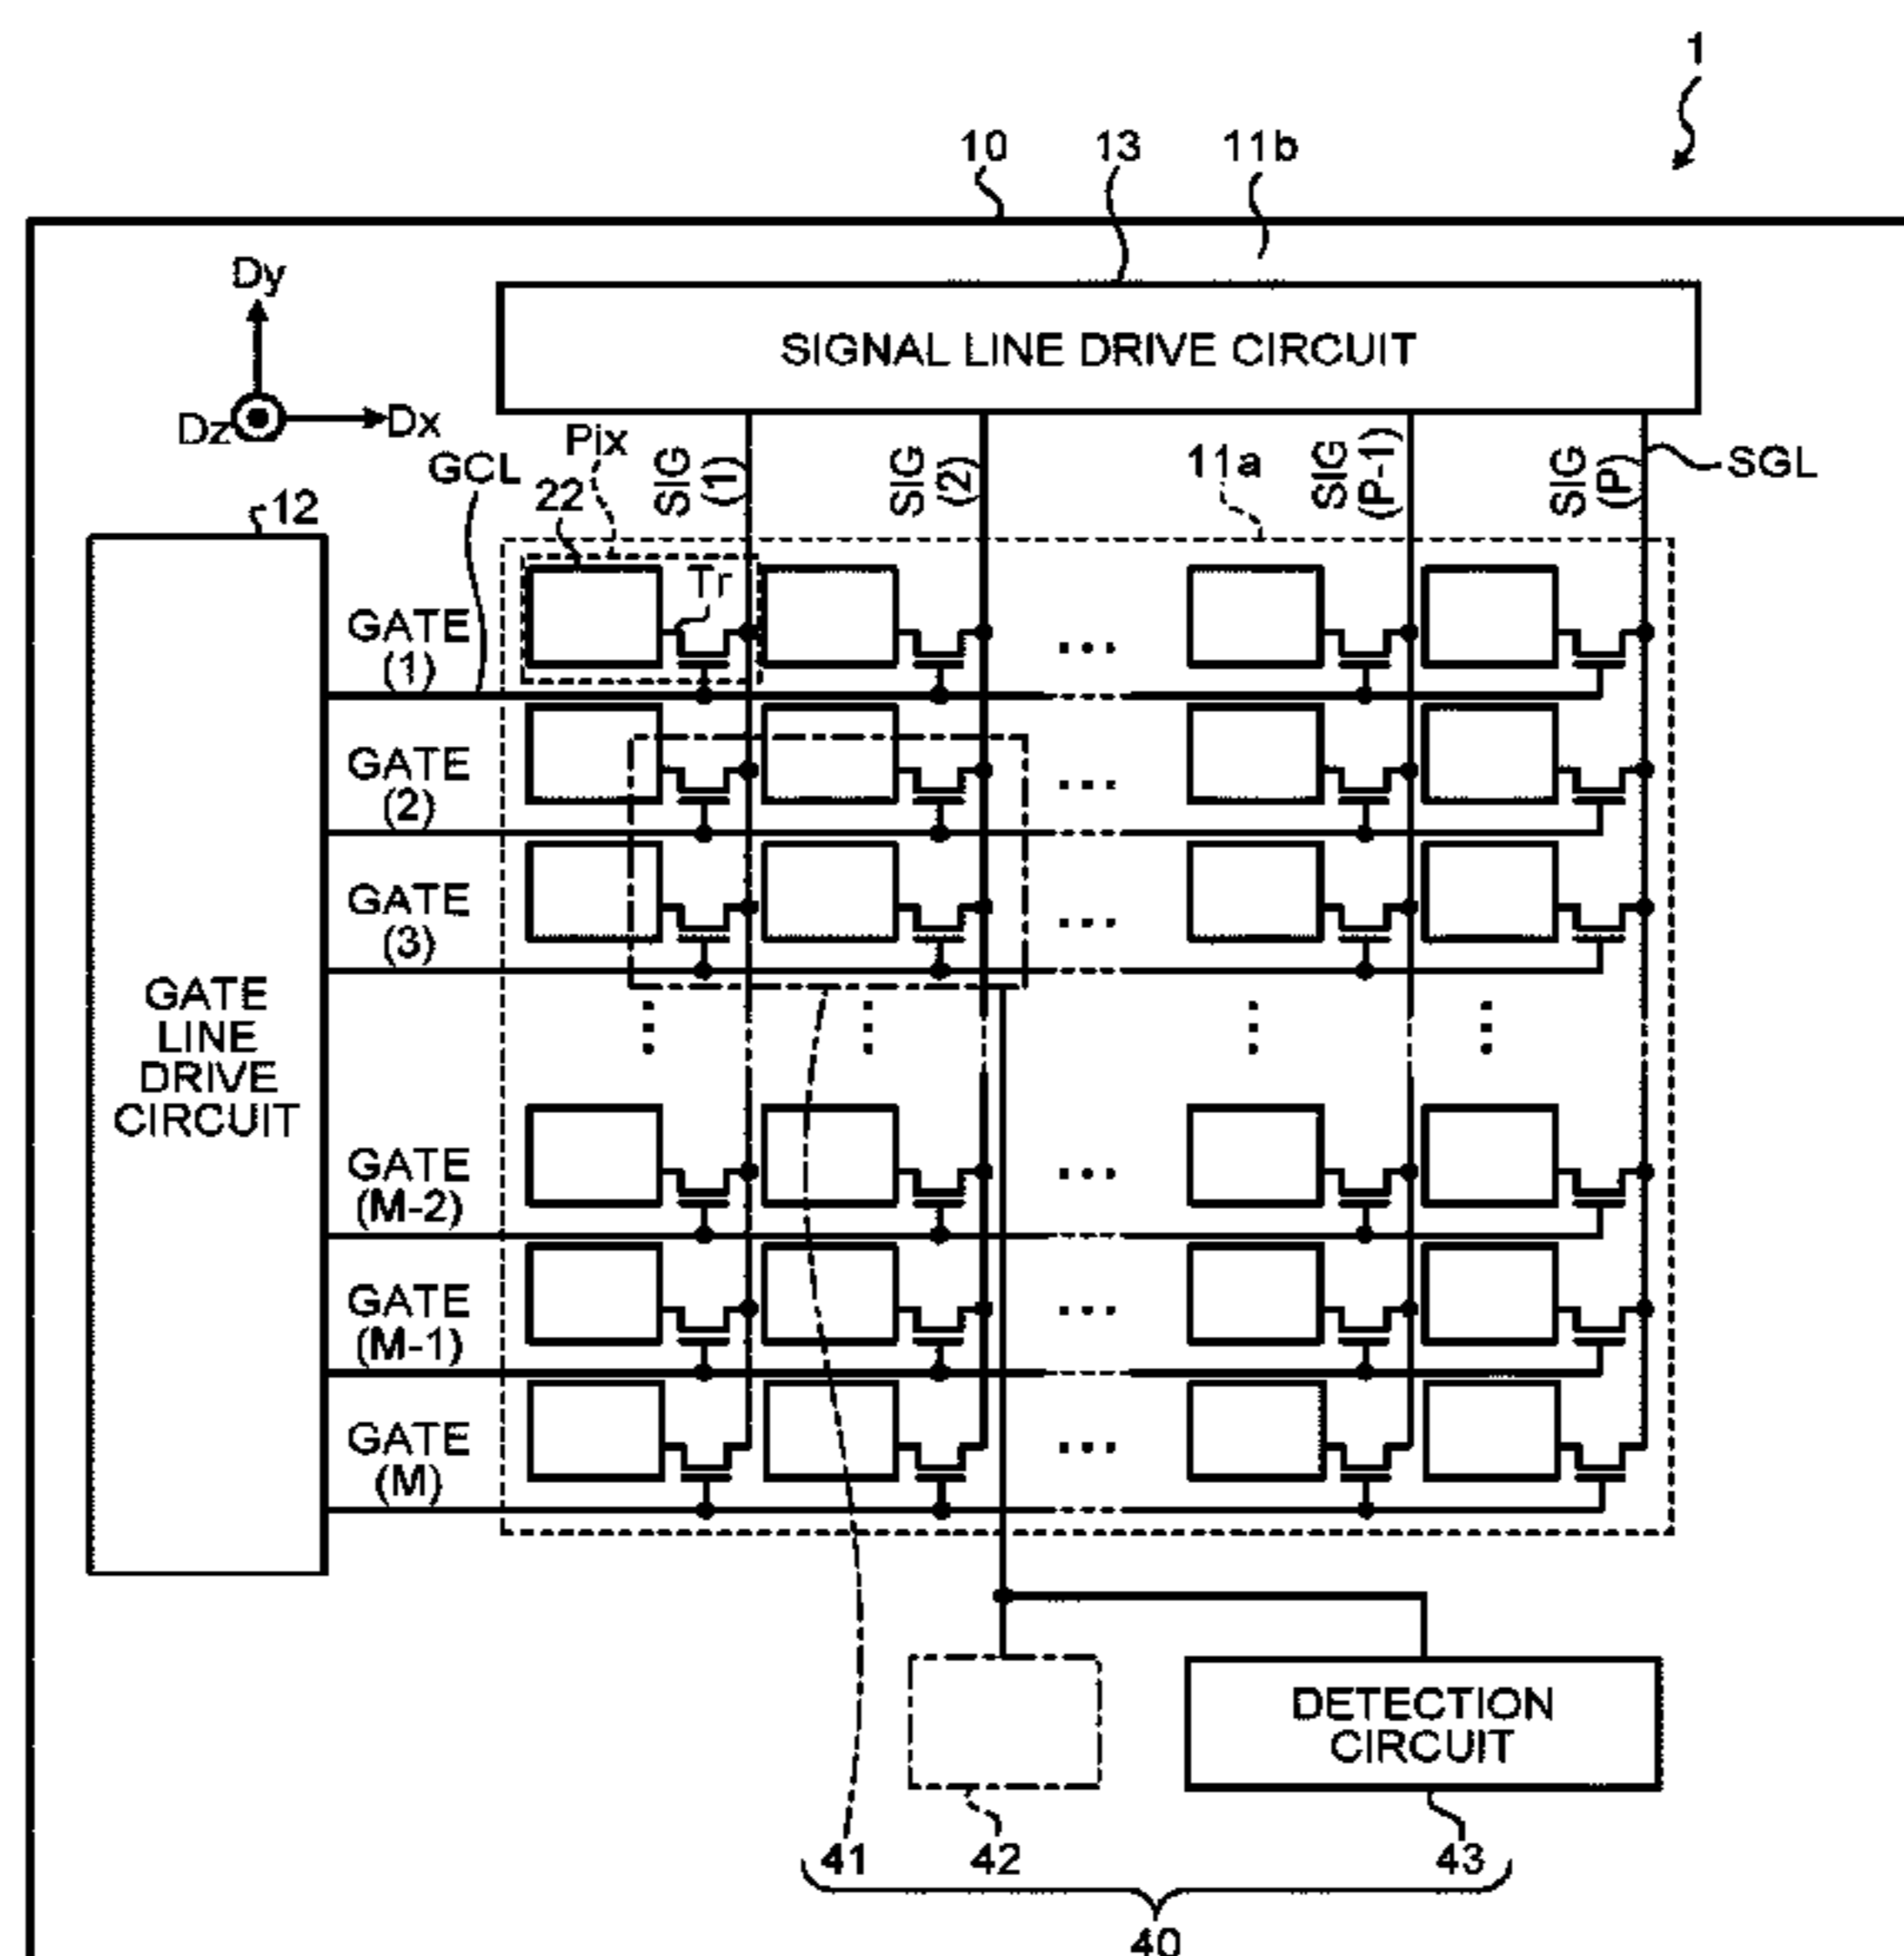 1
10
13
11b
Dy
SIGNAL LINE DRIVE CIRCUIT
Dz
Dx
Pix
GCL
22
SIG
(1)
SIG
(2)
11a
SIG
(P-1)
SIG
(P)
SGL
12
Tr
GATE
(1)
GATE
(2)
GATE
(3)
GATE
LINE
DRIVE
CIRCUIT
GATE
(M-2)
GATE
(M-1)
GATE
(M)
DETECTION
CIRCUIT
41
42
43
40